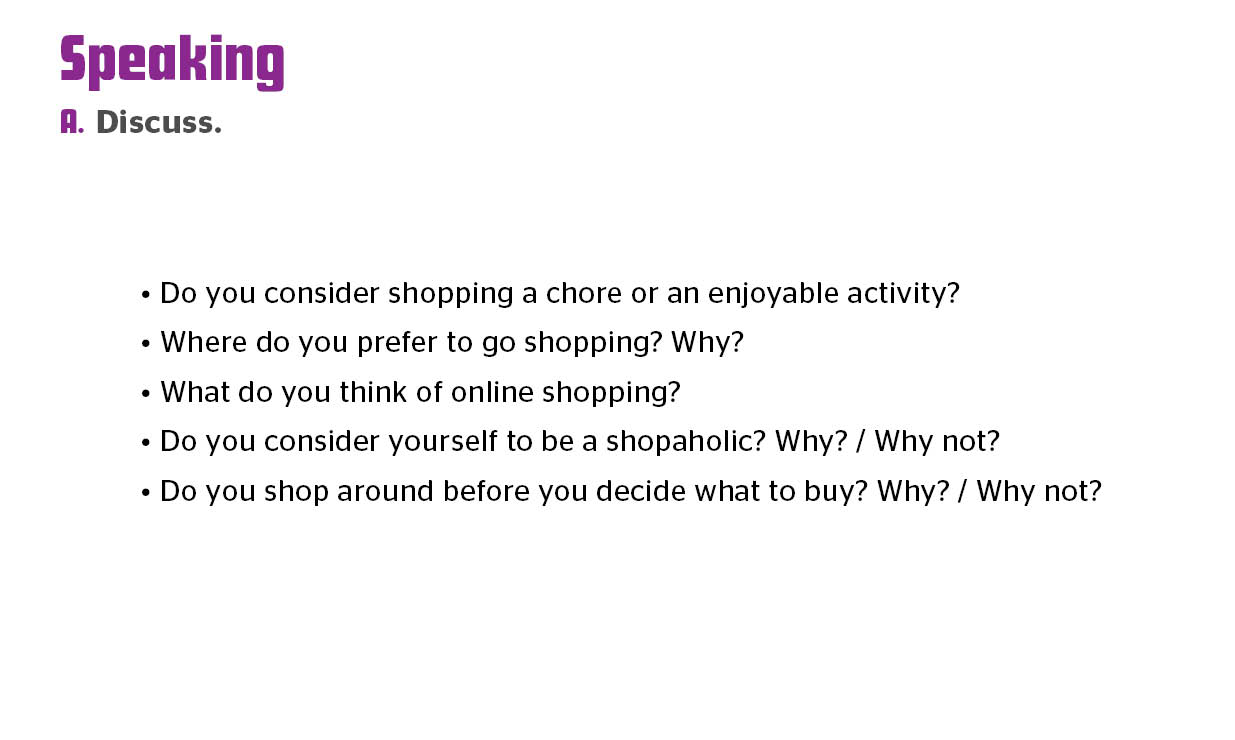 Speaking
A. Discuss.
• Do you consider shopping a chore or an enjoyable activity?
• Where do you prefer to go shopping? Why?
• What do you think of online shopping?
• Do you consider yourself to be a shopaholic? Why? / Why not?
• Do you shop around before you decide what to buy? Why? / Why not?